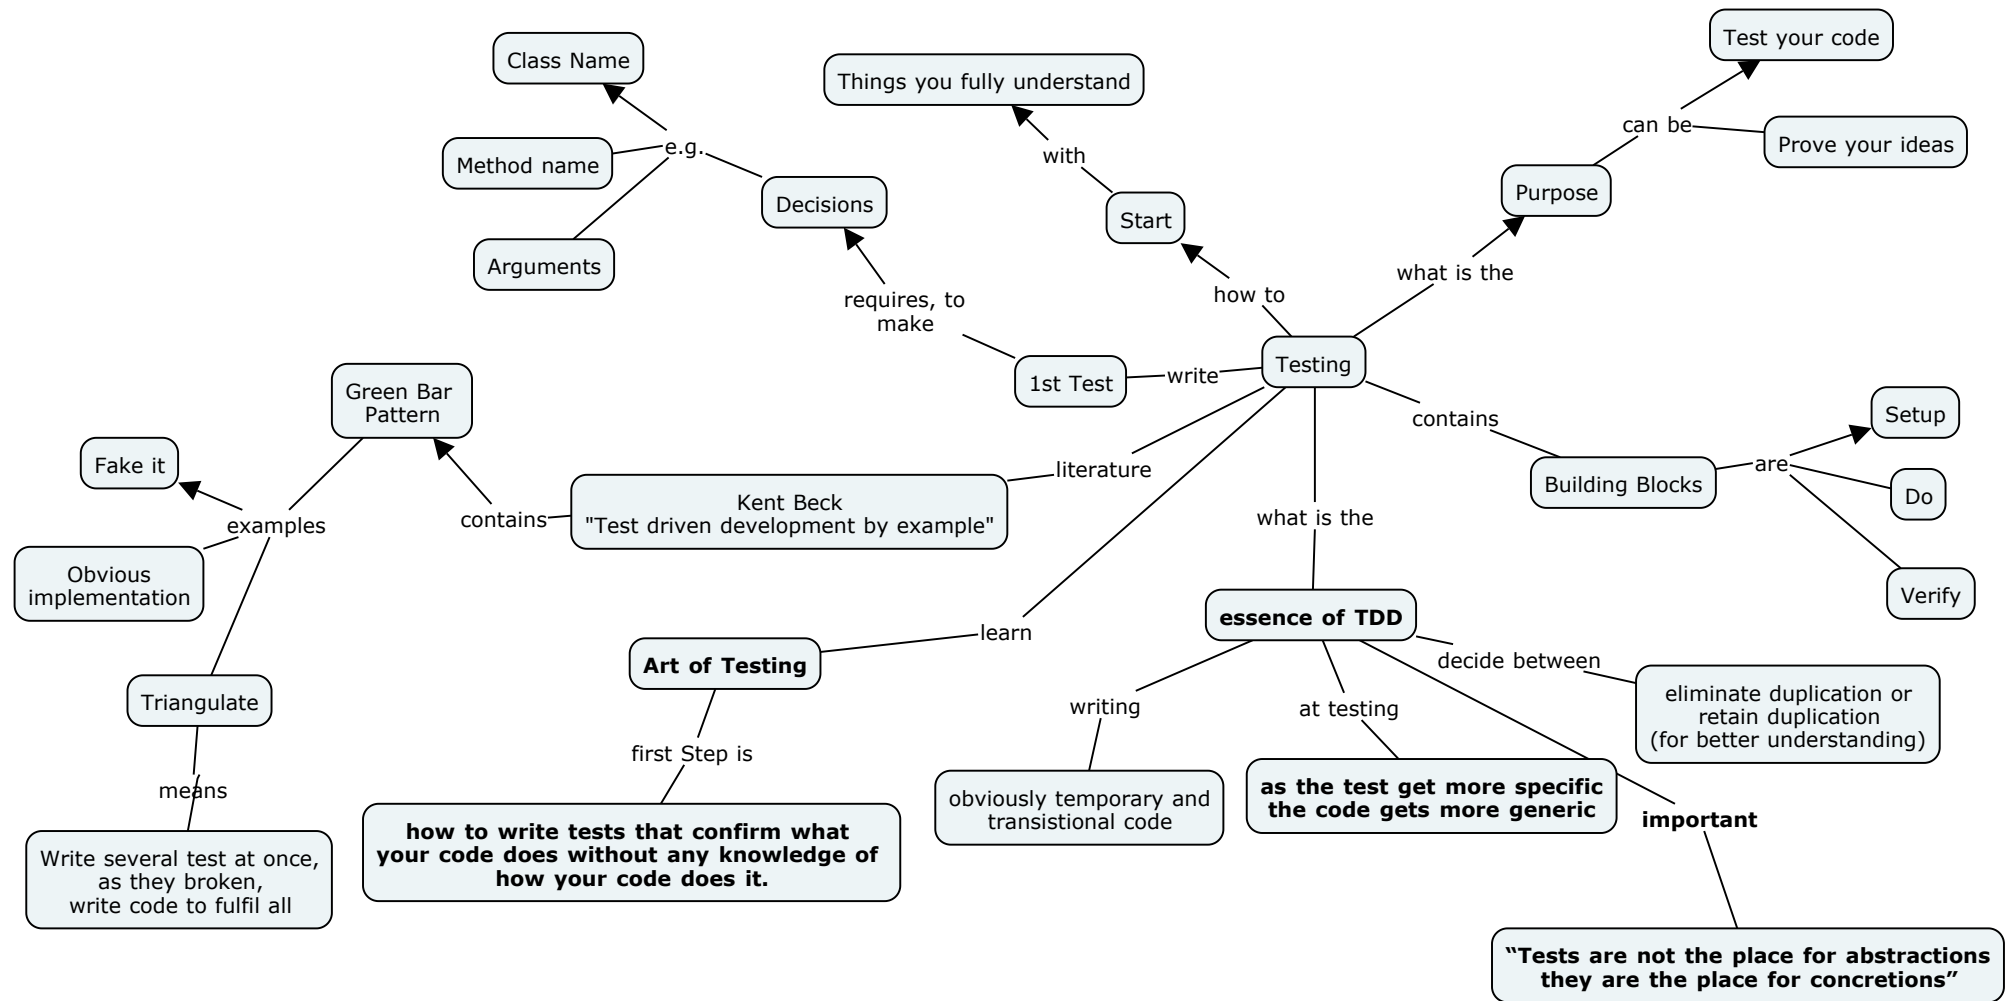 Test your code
Class Name
Things you fully understand
can be
Prove your ideas
e.g.
Method name
with
Purpose
Decisions
Start
Arguments
what is the
how to
requires, to
make
Testing
1st Test
write
Green Bar
Pattern
contains
Setup
Fake it
literature
are
Building Blocks
Do
Kent Beck
"Test driven development by example"
contains
examples
what is the
Obvious
implementation
Verify
essence of TDD
learn
Art of Testing
decide between
eliminate duplication or
retain duplication
(for better understanding)
Triangulate
writing
at testing
first Step is
means
obviously temporary and
transistional code
as the test get more specific
the code gets more generic
important
how to write tests that confirm what
your code does without any knowledge of
how your code does it.
Write several test at once,
as they broken,
write code to fulfil all
“Tests are not the place for abstractions
they are the place for concretions”